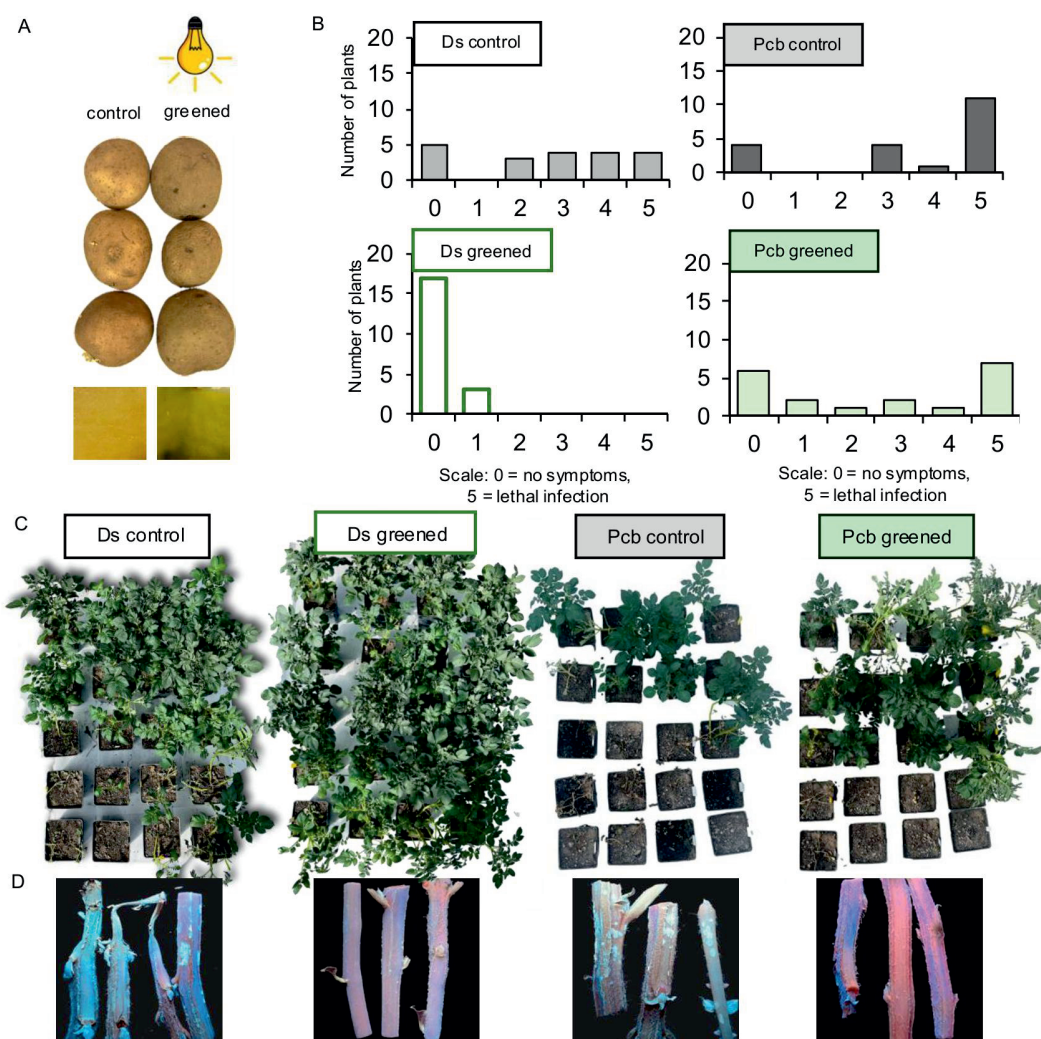 A
control
greened
B
Number of plants
20
15
10
5
0
Ds control
0 1 2 3 4 5
20
15
10
5
0
Pcb control
0 1 2 3 4 5
Number of plants
20
15
10
5
0
Ds greened
0 1 2 3 4 5
Scale: 0 = no symptoms,
5 = lethal infection
20
15
10
5
0
Pcb greened
0 1 2 3 4 5
Scale: 0 = no symptoms,
5 = lethal infection
C
Ds control
Ds greened
Pcb control
Pcb greened
D